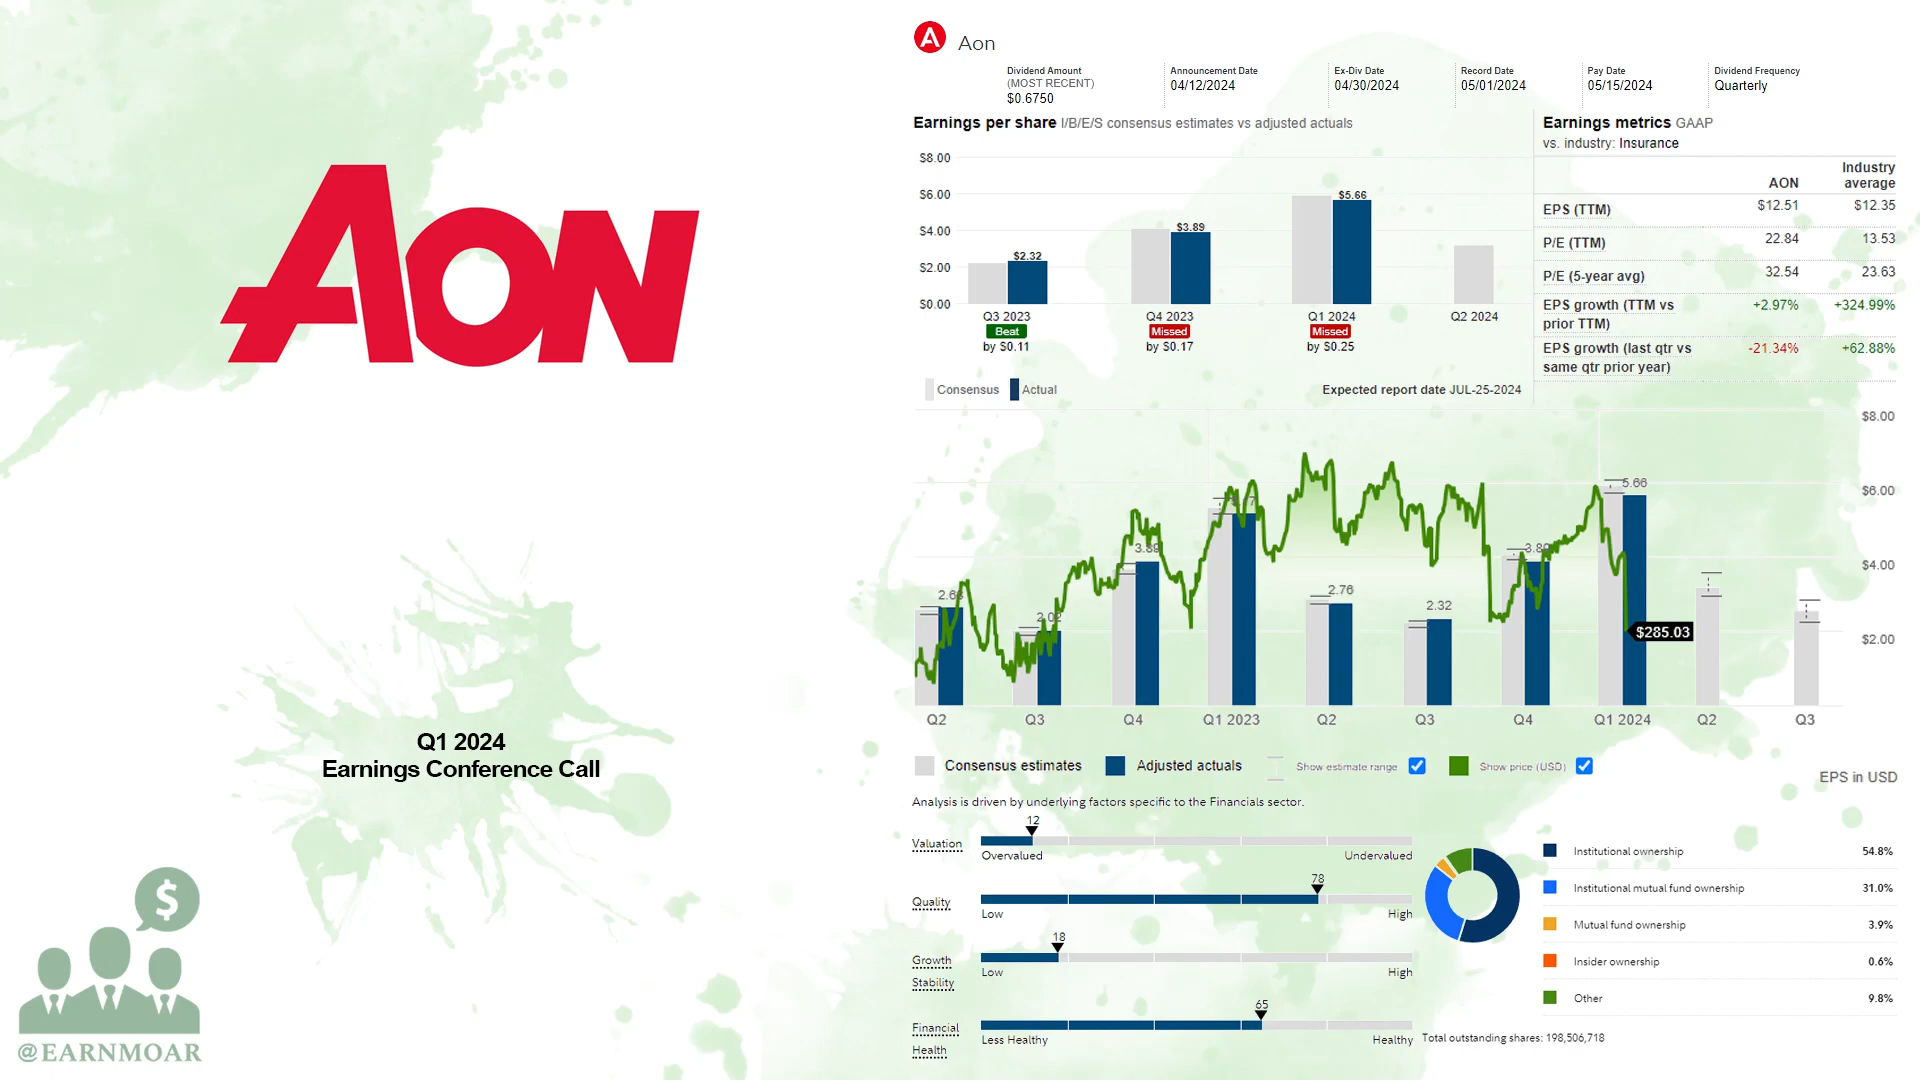 AON
Q1 2024
Earnings Conference Call
$
@EARNMOAR
A
Aon
Dividend Amount
(MOST RECENT)
$0.6750
Announcement Date
04/12/2024
Ex-Div Date
04/30/2024
Record Date
05/01/2024
Pay Date
05/15/2024
Dividend Frequency
Quarterly
Earnings per share I/B/E/S consensus estimates vs adjusted actuals
$8.00
$6.00
$4.00
$2.00
$0.00
$2.32
$3.89
$5.66
Q3 2023
Beat
by $0.11
Q4 2023
Missed
by $0.17
Q1 2024
Missed
by $0.25
Q2 2024
Consensus
Actual
Expected report date JUL-25-2024
Earnings metrics GAAP
vs. industry: Insurance
AON
Industry
average
EPS (TTM) $12.51 $12.35
P/E (TTM) 22.84 13.53
P/E (5-year avg) 32.54 23.63
EPS growth (TTM vs
prior TTM) +2.97% +324.99%
EPS growth (last qtr vs
same qtr prior year) -21.34% +62.88%
$8.00
$6.00
$4.00
$2.00
2.02
3.89
2.76
2.32
3.89
5.66
$285.03
Q2 Q3 Q4 Q1 2023 Q2 Q3 Q4 Q1 2024 Q2 Q3
Consensus estimates Adjusted actuals Show estimate range Show price (USD)
EPS in USD
Analysis is driven by underlying factors specific to the Financials sector.
Valuation
12
Overvalued Undervalued
Quality
78
Low High
Growth
Stability
18
Low High
Financial
Health
65
Less Healthy Healthy
Institutional ownership 54.8%
Institutional mutual fund ownership 31.0%
Mutual fund ownership 3.9%
Insider ownership 0.6%
Other 9.8%
Total outstanding shares: 198,506,718